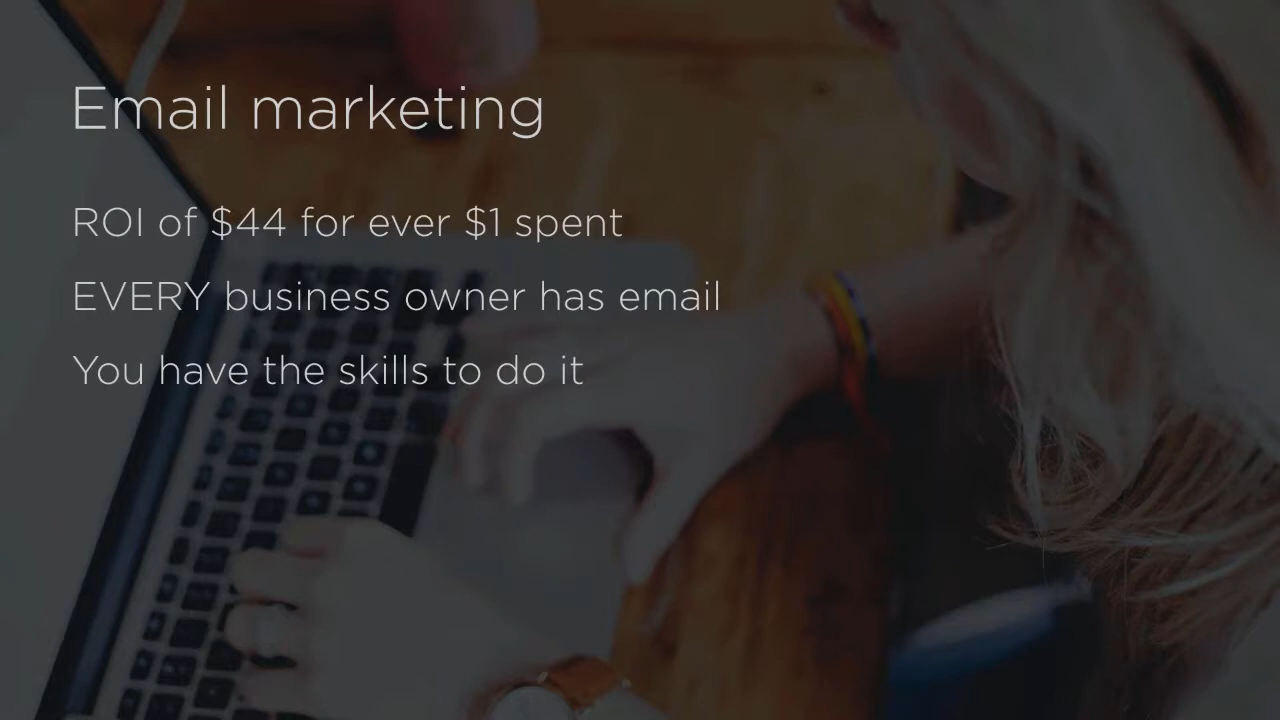 Email marketing
ROI of $44 for ever $1 spent
EVERY business owner has email
You have the skills to do it